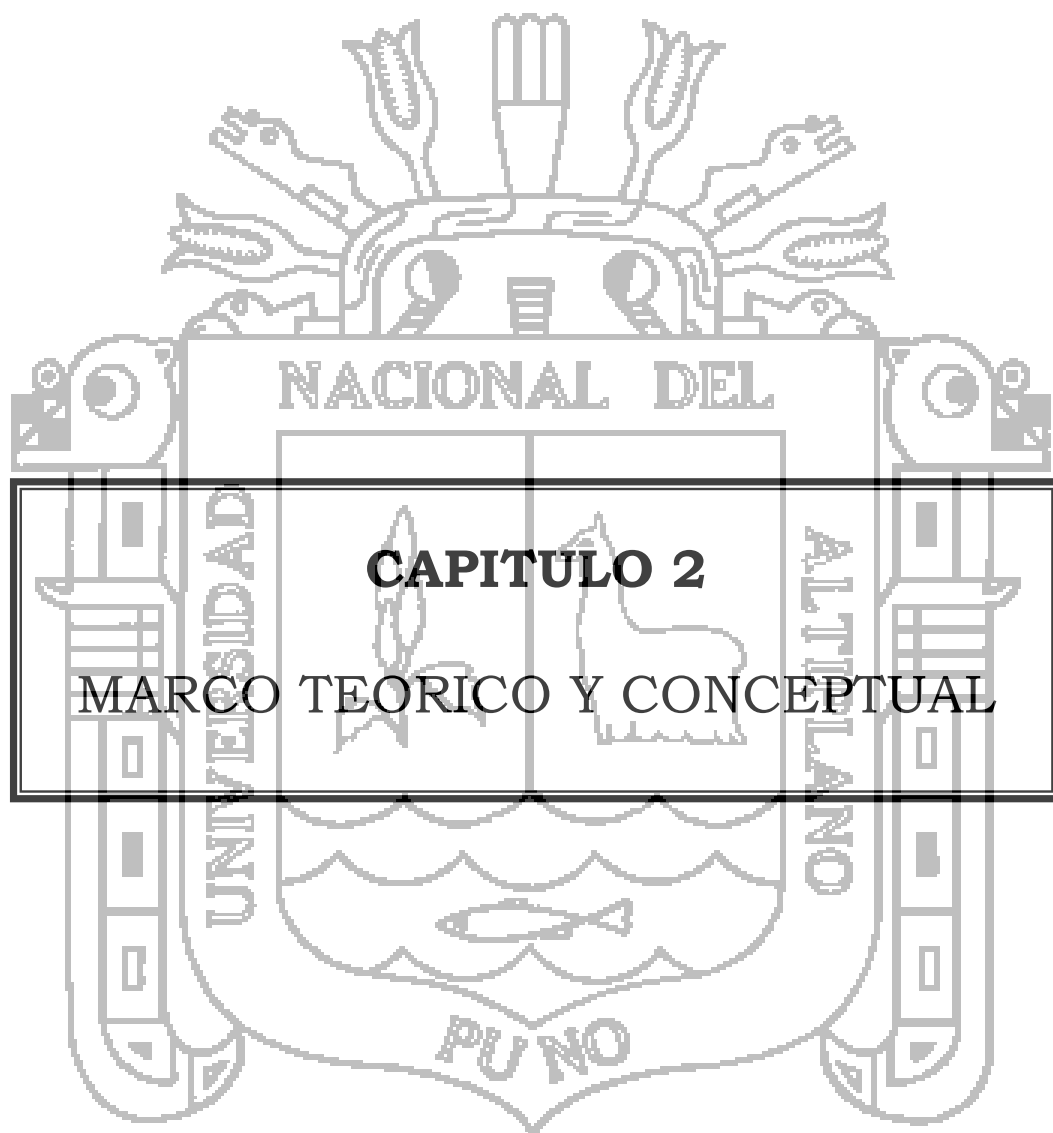 NACIONAL DEL
UNIVERSIDAD
ALTIPLANO
CAPITULO 2
MARCO TEORICO Y CONCEPTUAL
PUNO